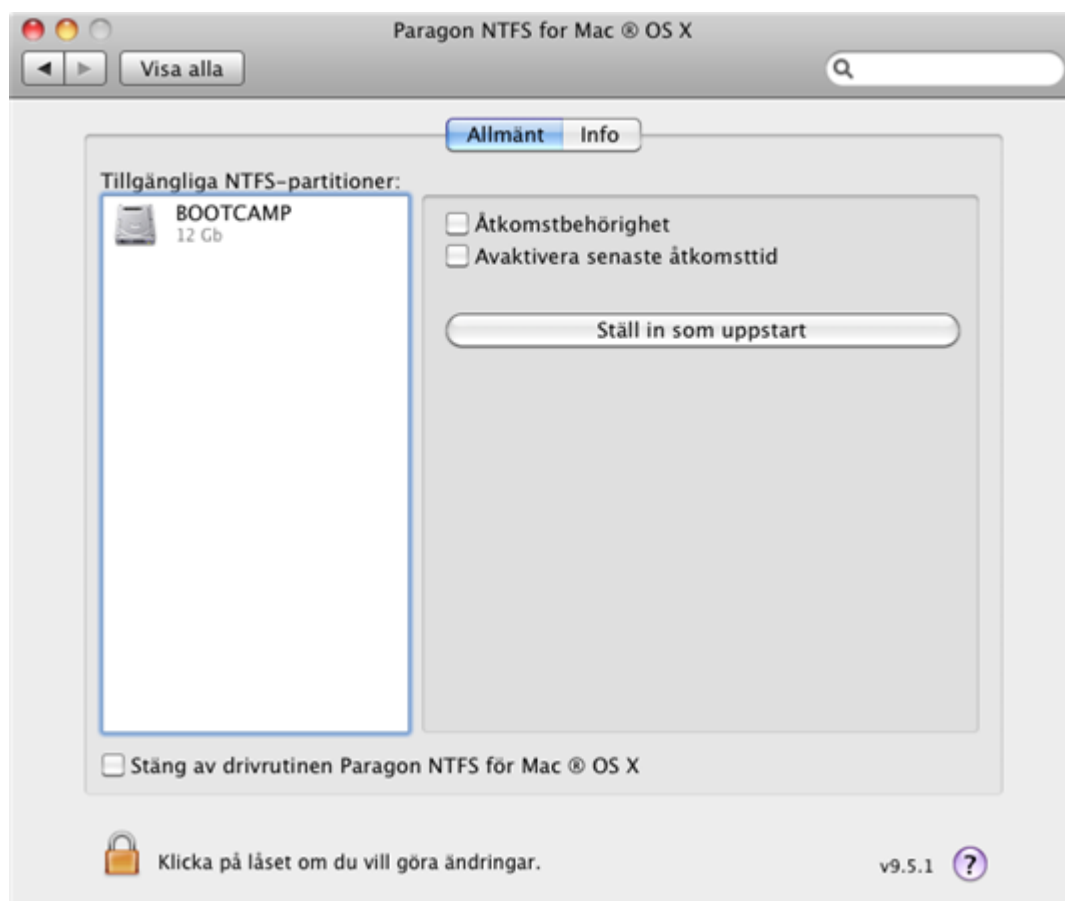 Paragon NTFS for Mac ® OS X
Visa alla
Allmänt Info
Tillgängliga NTFS-partitioner:
BOOTCAMP
12 Gb
Åtkomstbehörighet
Avaktivera senaste åtkomsttid
Ställ in som uppstart
Stäng av drivrutinen Paragon NTFS för Mac ® OS X
Klicka på låset om du vill göra ändringar.
v9.5.1 ?